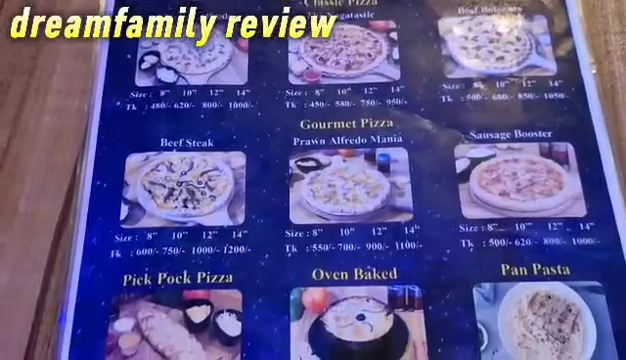 dreamfamily review
Classic Pizza
Size : 8" 10" 12" 14"
Tk : 480/- 620/- 800/- 1000/-
Size : 8" 10" 12" 14"
Tk : 450/- 580/- 750/- 950/-
Size : 8" 10" 12" 14"
Tk : 500/- 680/- 850/- 1050/-
Gourmet Pizza
Beef Steak
Size : 8" 10" 12" 14"
Tk : 600/- 750/- 1000/- 1200/-
Prawn Alfredo Mania
Size : 8" 10" 12" 14"
Tk : 550/- 700/- 900/- 1100/-
Sausage Booster
Size : 8" 10" 12" 14"
Tk : 500/- 620/- 800/- 1000/-
Pick Pock Pizza
Oven Baked
Pan Pasta